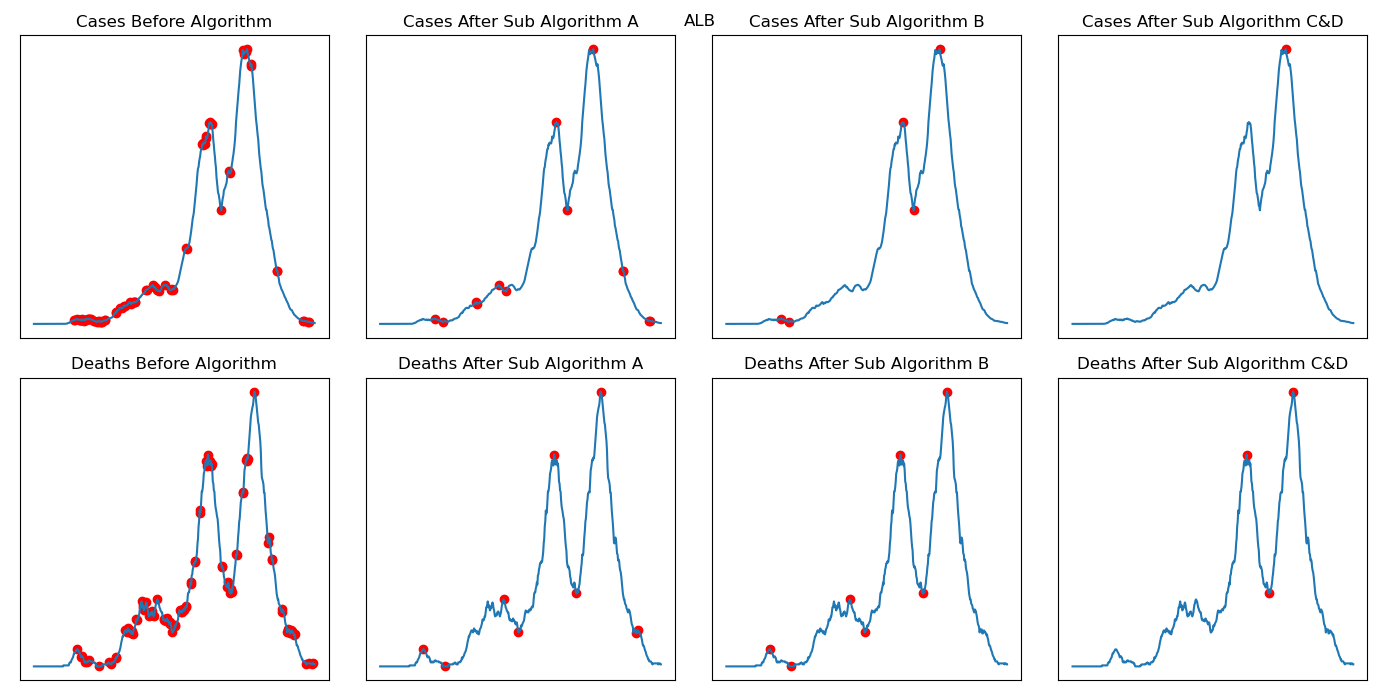 ALB
Cases Before Algorithm
Cases After Sub Algorithm A
Cases After Sub Algorithm B
Cases After Sub Algorithm C&D
Deaths Before Algorithm
Deaths After Sub Algorithm A
Deaths After Sub Algorithm B
Deaths After Sub Algorithm C&D